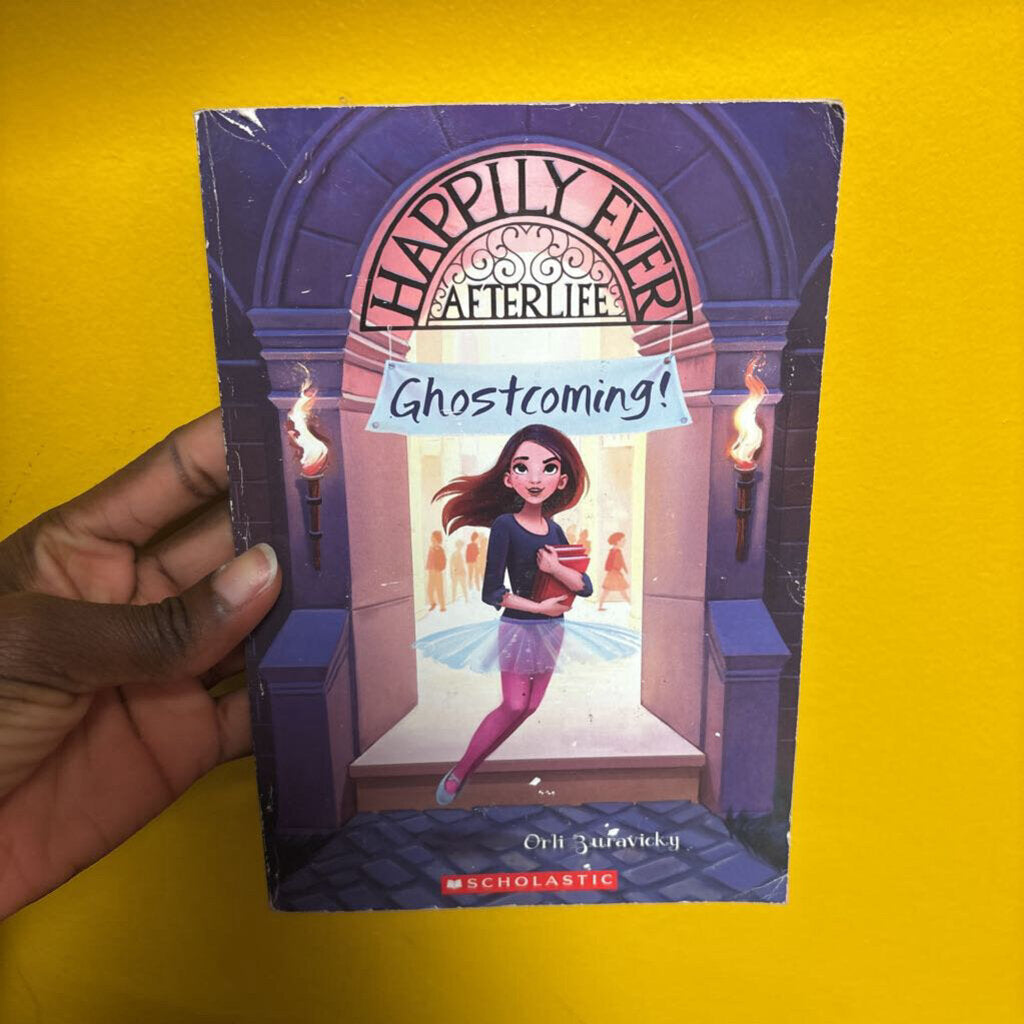 HAPPILY EVER
AFTERLIFE
Ghostcoming!
Orli Zuravicky
SCHOLASTIC